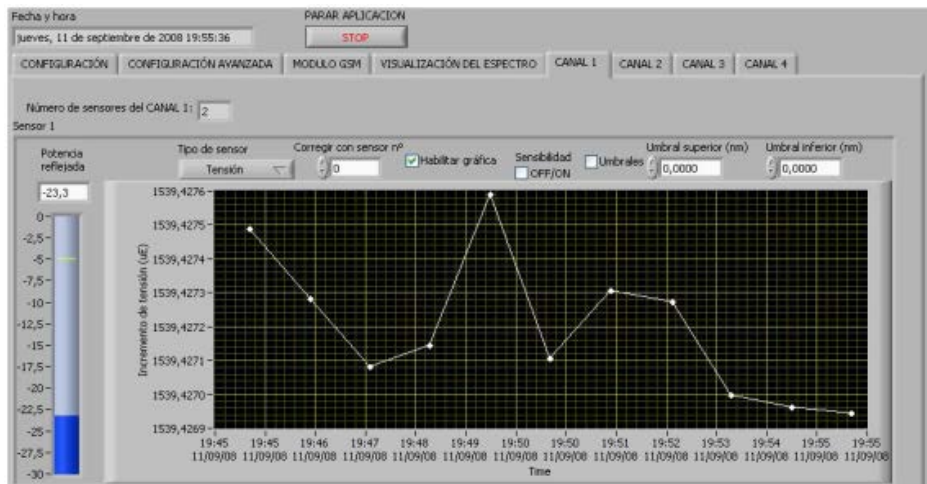 Fecha y hora
PARAR APLICACION
jueves, 11 de septiembre de 2008 19:55:36
STOP
CONFIGURACIÓN CONFIGURACIÓN AVANZADA MODULO GSM VISUALIZACIÓN DEL ESPECTRO CANAL 1 CANAL 2 CANAL 3 CANAL 4
Número de sensores del CANAL 1: 2
Sensor 1
Potencia reflejada
-23,3
0
-2,5
-5
-7,5
-10
-12,5
-15
-17,5
-20
-22,5
-25
-27,5
-30
Tipo de sensor
Tensión
Corregir con sensor nº
0
Habilitar gráfica
Sensibilidad
OFF/ON
Umbrales
Umbral superior (nm)
0,0000
Umbral inferior (nm)
0,0000
Incremento de tensión (uE)
1539,4276
1539,4275
1539,4274
1539,4273
1539,4272
1539,4271
1539,4270
1539,4269
19:45 19:45 19:46 19:47 19:48 19:49 19:50 19:50 19:51 19:52 19:53 19:54 19:55 19:55
11/09/08 11/09/08 11/09/08 11/09/08 11/09/08 11/09/08 11/09/08 11/09/08 11/09/08 11/09/08 11/09/08 11/09/08 11/09/08 11/09/08
Time